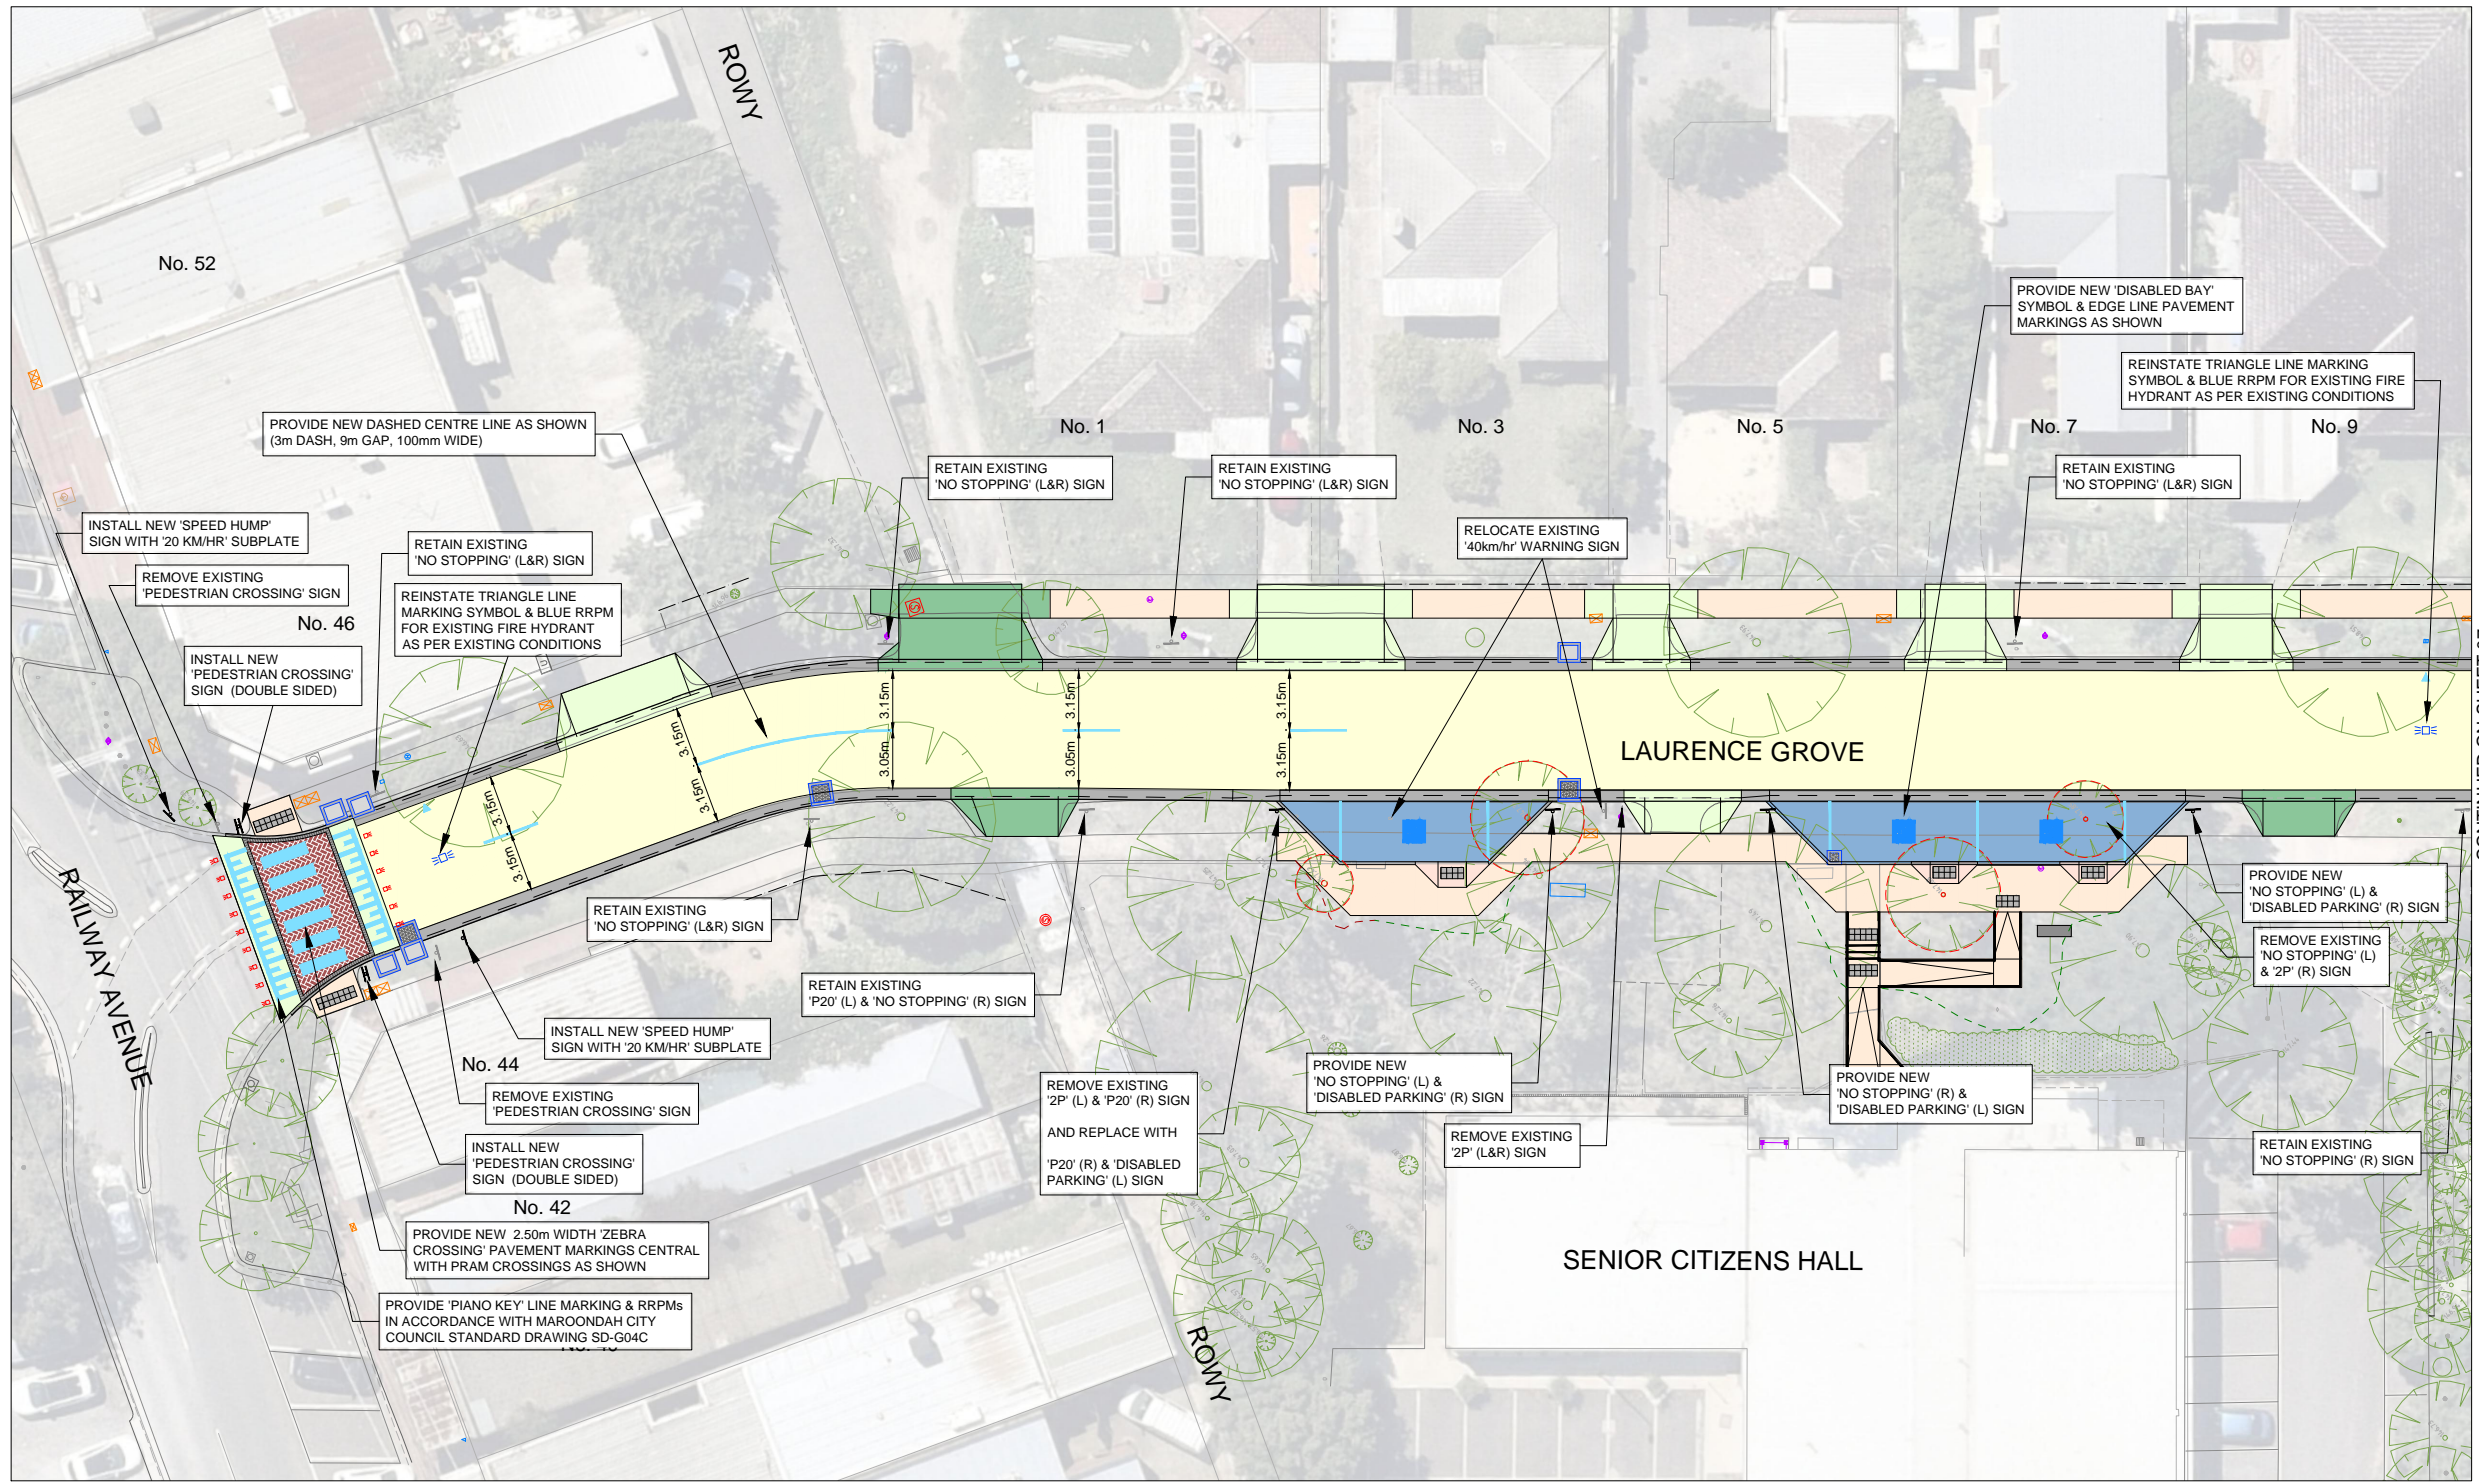 ROWY
No. 52
PROVIDE NEW 'DISABLED BAY'
SYMBOL & EDGE LINE PAVEMENT
MARKINGS AS SHOWN
REINSTATE TRIANGLE LINE MARKING
SYMBOL & BLUE RRPM FOR EXISTING FIRE
HYDRANT AS PER EXISTING CONDITIONS
PROVIDE NEW DASHED CENTRE LINE AS SHOWN
(3m DASH, 9m GAP, 100mm WIDE)
No. 1
No. 3
No. 5
No. 7
No. 9
RETAIN EXISTING
'NO STOPPING' (L&R) SIGN
RETAIN EXISTING
'NO STOPPING' (L&R) SIGN
RETAIN EXISTING
'NO STOPPING' (L&R) SIGN
INSTALL NEW 'SPEED HUMP'
SIGN WITH '20 KM/HR' SUBPLATE
RETAIN EXISTING
'NO STOPPING' (L&R) SIGN
RELOCATE EXISTING
'40km/hr' WARNING SIGN
REMOVE EXISTING
'PEDESTRIAN CROSSING' SIGN
REINSTATE TRIANGLE LINE
MARKING SYMBOL & BLUE RRPM
FOR EXISTING FIRE HYDRANT
AS PER EXISTING CONDITIONS
No. 46
INSTALL NEW
'PEDESTRIAN CROSSING'
SIGN (DOUBLE SIDED)
3.15m
3.15m
3.15m
3.15m
3.15m
3.15m
3.15m
3.05m
3.05m
3.15m
LAURENCE GROVE
RAILWAY AVENUE
RETAIN EXISTING
'NO STOPPING' (L&R) SIGN
PROVIDE NEW
'NO STOPPING' (L) &
'DISABLED PARKING' (R) SIGN
REMOVE EXISTING
'NO STOPPING' (L)
& '2P' (R) SIGN
RETAIN EXISTING
'P20' (L) & 'NO STOPPING' (R) SIGN
INSTALL NEW 'SPEED HUMP'
SIGN WITH '20 KM/HR' SUBPLATE
No. 44
REMOVE EXISTING
'PEDESTRIAN CROSSING' SIGN
REMOVE EXISTING
'2P' (L) & 'P20' (R) SIGN
AND REPLACE WITH
'P20' (R) & 'DISABLED
PARKING' (L) SIGN
PROVIDE NEW
'NO STOPPING' (L) &
'DISABLED PARKING' (R) SIGN
PROVIDE NEW
'NO STOPPING' (R) &
'DISABLED PARKING' (L) SIGN
REMOVE EXISTING
'2P' (L&R) SIGN
RETAIN EXISTING
'NO STOPPING' (R) SIGN
INSTALL NEW
'PEDESTRIAN CROSSING'
SIGN (DOUBLE SIDED)
No. 42
PROVIDE NEW 2.50m WIDTH 'ZEBRA
CROSSING' PAVEMENT MARKINGS CENTRAL
WITH PRAM CROSSINGS AS SHOWN
SENIOR CITIZENS HALL
PROVIDE 'PIANO KEY' LINE MARKING & RRPMs
IN ACCORDANCE WITH MAROONDAH CITY
COUNCIL STANDARD DRAWING SD-G04C
ROWY